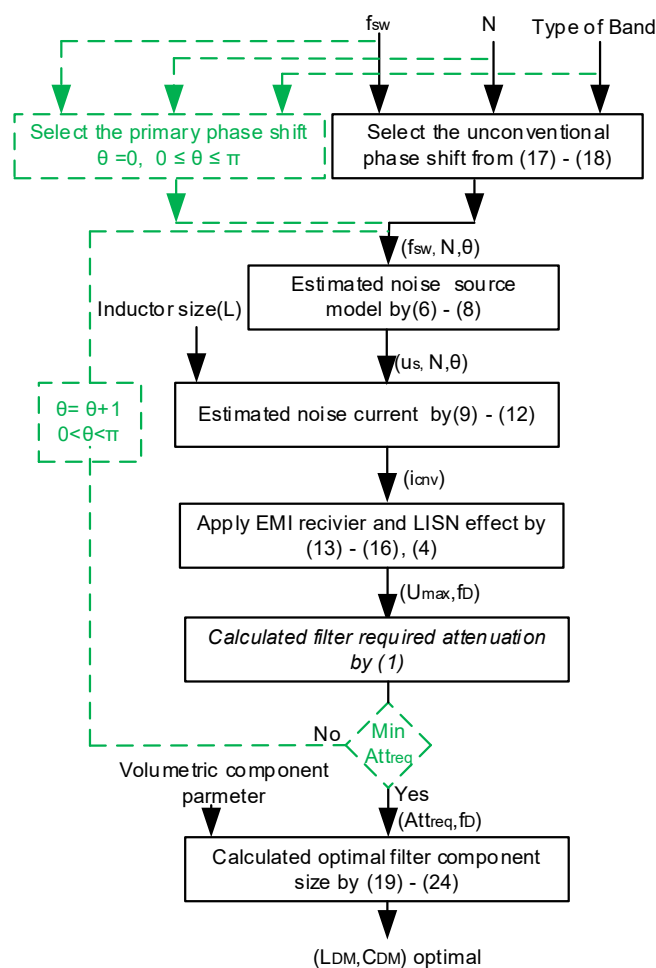 fsw
N
Type of Band
Select the primary phase shift
θ =0, 0 ≤ θ ≤ π
Select the unconventional
phase shift from (17) - (18)
(fsw, N,θ)
Estimated noise source
model by(6) - (8)
Inductor size(L)
(us, N,θ)
θ= θ+1
0<θ<π
Estimated noise current by(9) - (12)
(icnv)
Apply EMI recivier and LISN effect by
(13) - (16), (4)
(Umax,fD)
Calculated filter required attenuation
by (1)
No
Min
Attreq
Volumetric component
parmeter
Yes
(Attreq,fD)
Calculated optimal filter component
size by (19) - (24)
(LDM,CDM) optimal